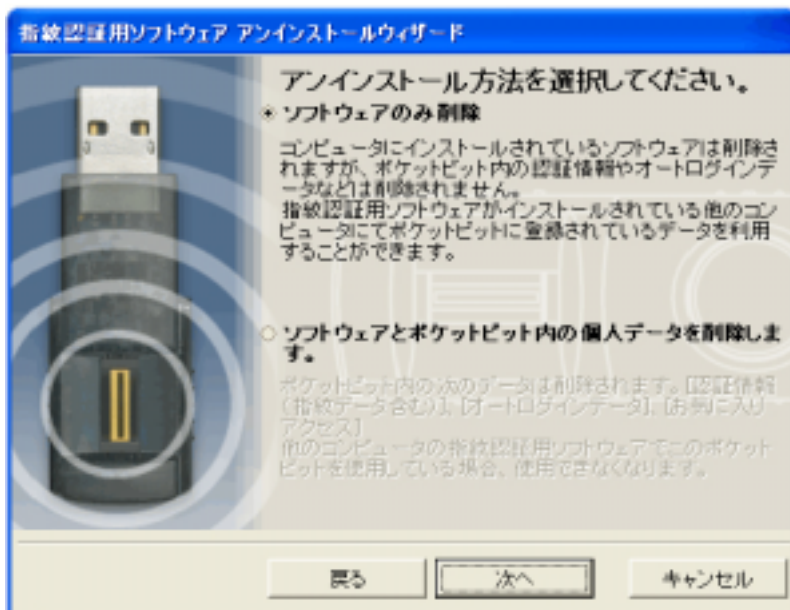 指紋認証用ソフトウェア アンインストールウィザード
アンインストール方法を選択してください。
ソフトウェアのみ削除
コンピュータにインストールされているソフトウェアは削除さ
れますが、ポケットビット内の認証情報やオートログインデ
ータなどは削除されません。
指紋認証用ソフトウェアがインストールされている他のコン
ピュータにてポケットビットに登録されているデータを利用
することができます。
ソフトウェアとポケットビット内の個人データを削除しま
す。
ポケットビット内の次のデータは削除されます。[認証情報
(指紋データ含む)]、[オートログインデータ]、[お気に入り
アクセス]
他のコンピュータの指紋認証用ソフトウェアでこのポケット
ビットを使用している場合、使用できなくなります。
戻る
次へ
キャンセル